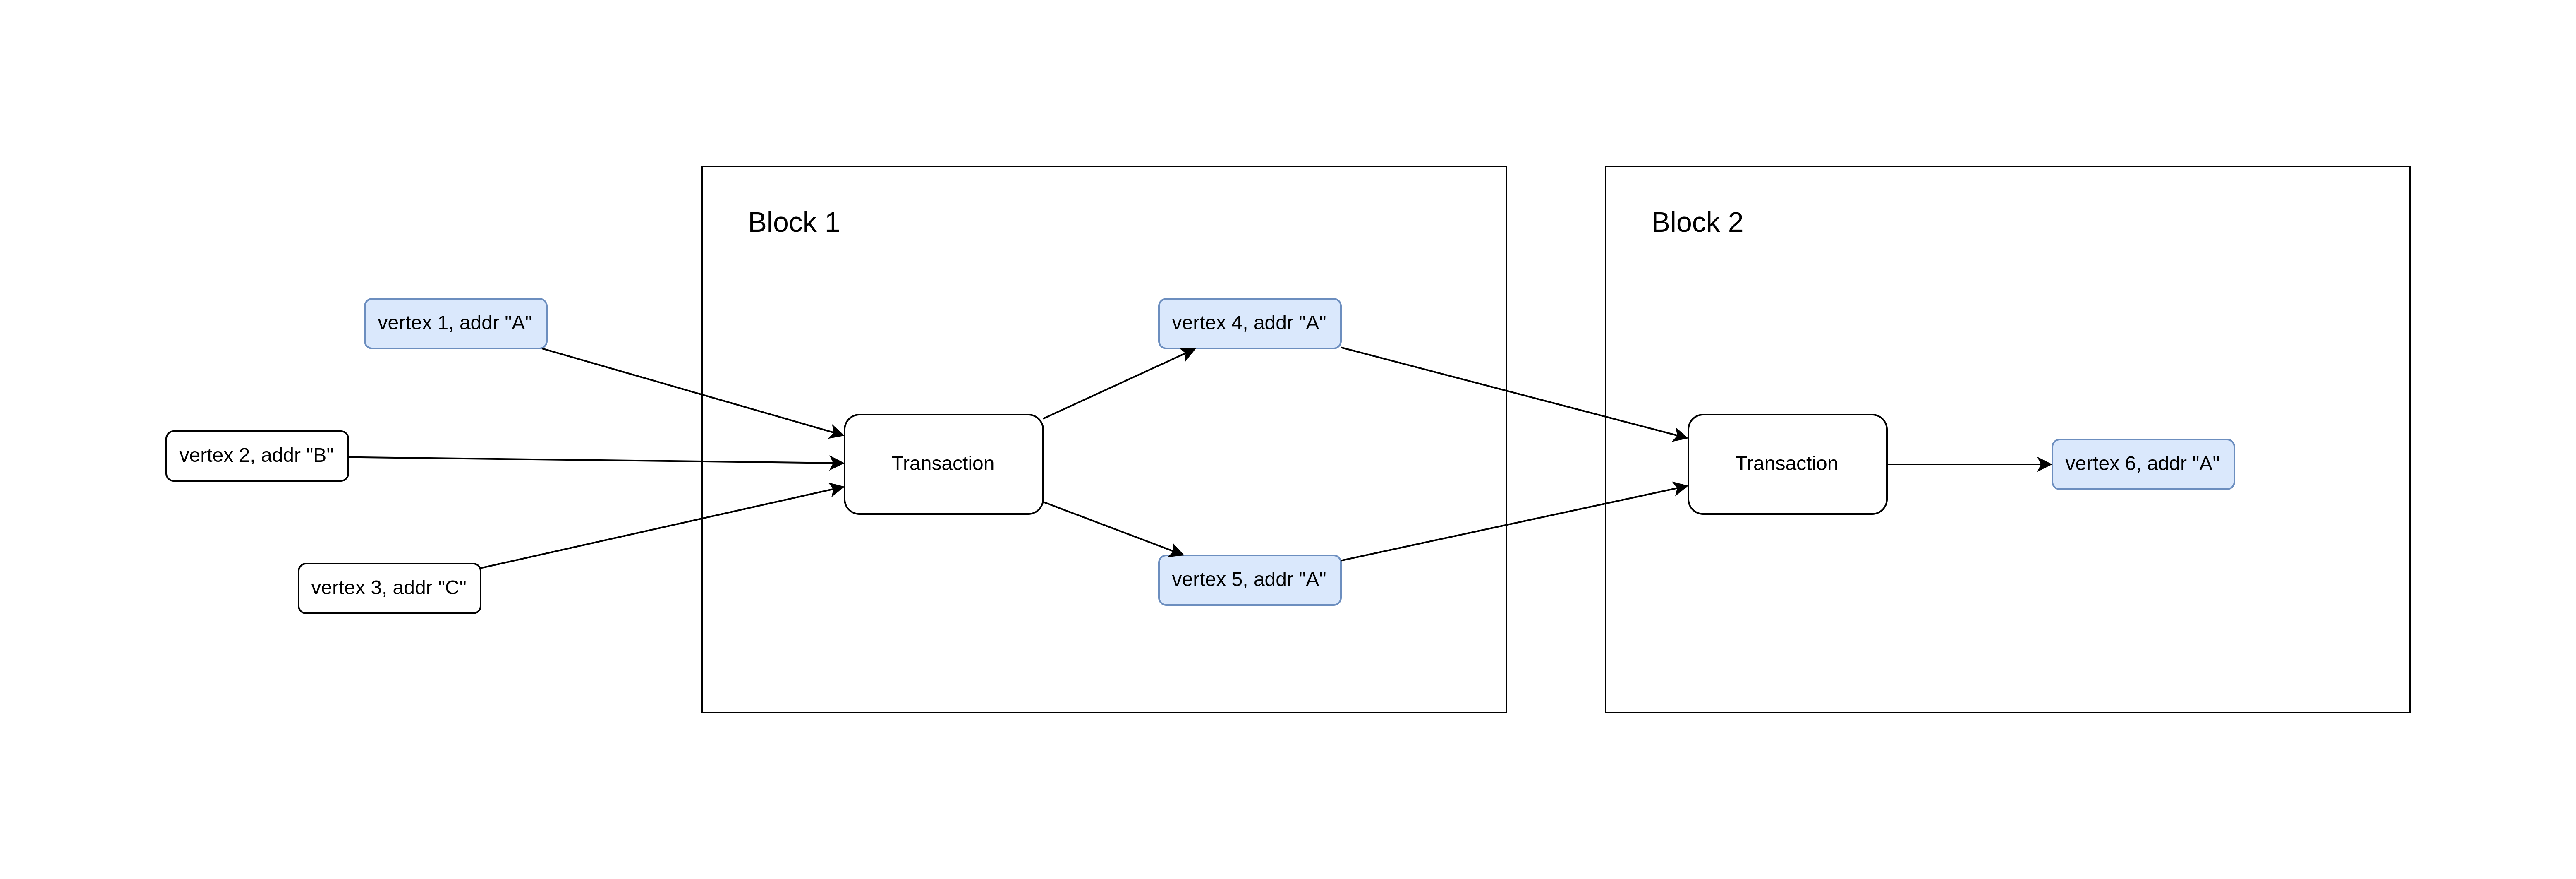 Block 1
Block 2
vertex 1, addr "A"
vertex 4, addr "A"
vertex 2, addr "B"
Transaction
Transaction
vertex 6, addr "A"
vertex 3, addr "C"
vertex 5, addr "A"